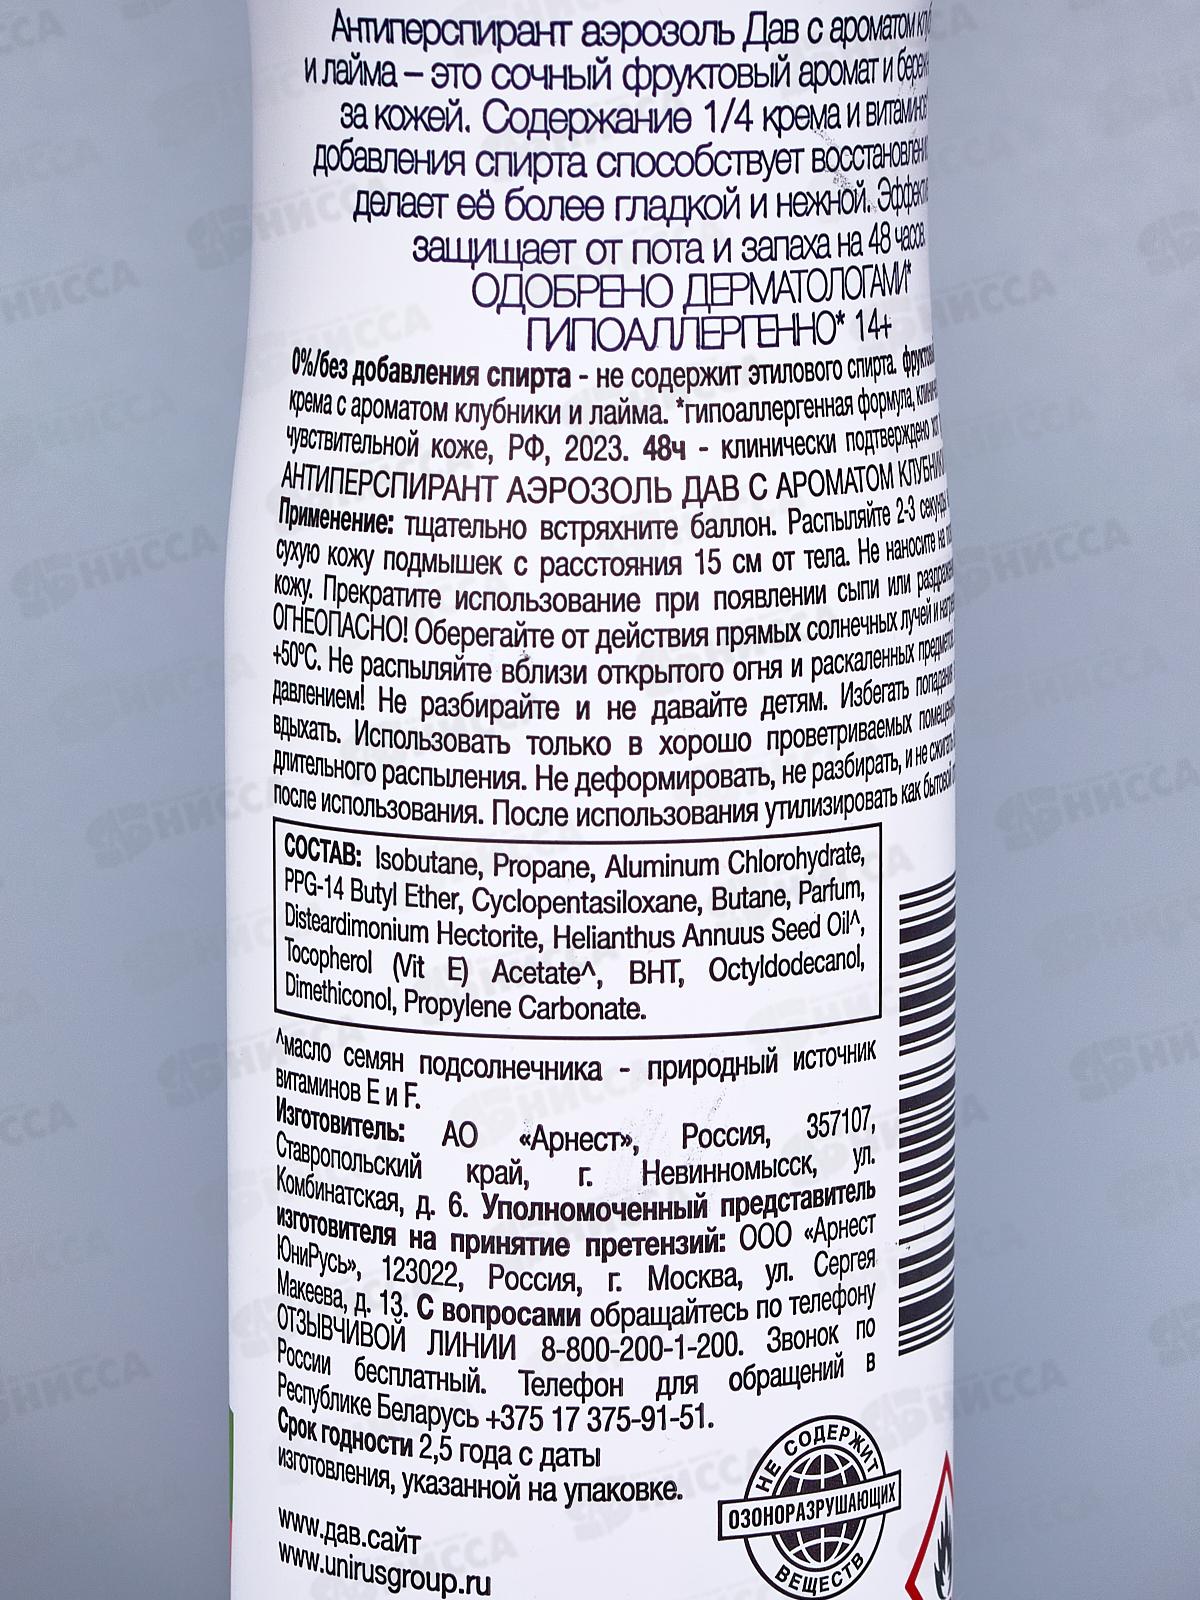 Антиперспирант аэрозоль Дав с ароматом
и лайма – это сочный фруктовый аромат и
за кожей. Содержание 1/4 крема и
добавления спирта способствует
делает её более гладкой и нежной.
защищает от пота и запаха на 48 часов.
ОДОБРЕНО ДЕРМАТОЛОГАМИ*
ГИПОАЛЛЕРГЕННО* 14+
0%/без добавления спирта - не содержит этилового спирта.
крема с ароматом клубники и лайма. *гипоаллергенная формула,
чувствительной коже, РФ, 2023. 48ч - клинически подтверждено
АНТИПЕРСПИРАНТ АЭРОЗОЛЬ ДАВ С АРОМАТОМ
Применение: тщательно встряхните баллон. Распыляйте 2-3
сухую кожу подмышек с расстояния 15 см от тела. Не наносите на
кожу. Прекратите использование при появлении сыпи или
ОГНЕОПАСНО! Оберегайте от действия прямых солнечных лучей и
+50°С. Не распыляйте вблизи открытого огня и раскаленных
давлением! Не разбирайте и не давайте детям. Избегать
вдыхать. Использовать только в хорошо проветриваемых
длительного распыления. Не деформировать, не разбирать, и не
после использования. После использования утилизировать как бытовой
СОСТАВ: Isobutane, Propane, Aluminum Chlorohydrate,
PPG-14 Butyl Ether, Cyclopentasiloxane, Butane, Parfum,
Disteardimonium Hectorite, Helianthus Annuus Seed Oil^,
Tocopherol (Vit E) Acetate^, BHT, Octyldodecanol,
Dimethiconol, Propylene Carbonate.
^масло семян подсолнечника - природный источник
витаминов Е и F.
Изготовитель: АО «Арнест», Россия, 357107,
Ставропольский край, г. Невинномысск, ул.
Комбинатская, д. 6. Уполномоченный представитель
изготовителя на принятие претензий: ООО «Арнест
ЮниРусь», 123022, Россия, г. Москва, ул. Сергея
Макеева, д. 13. С вопросами обращайтесь по телефону
ОТЗЫВЧИВОЙ ЛИНИИ 8-800-200-1-200. Звонок по
России бесплатный. Телефон для обращений в
Республике Беларусь +375 17 375-91-51.
Срок годности 2,5 года с даты
изготовления, указанной на упаковке.
www.дав.сайт
www.unirusgroup.ru
НЕ СОДЕРЖИТ
ОЗОНОРАЗРУШАЮЩИХ
ВЕЩЕСТВ